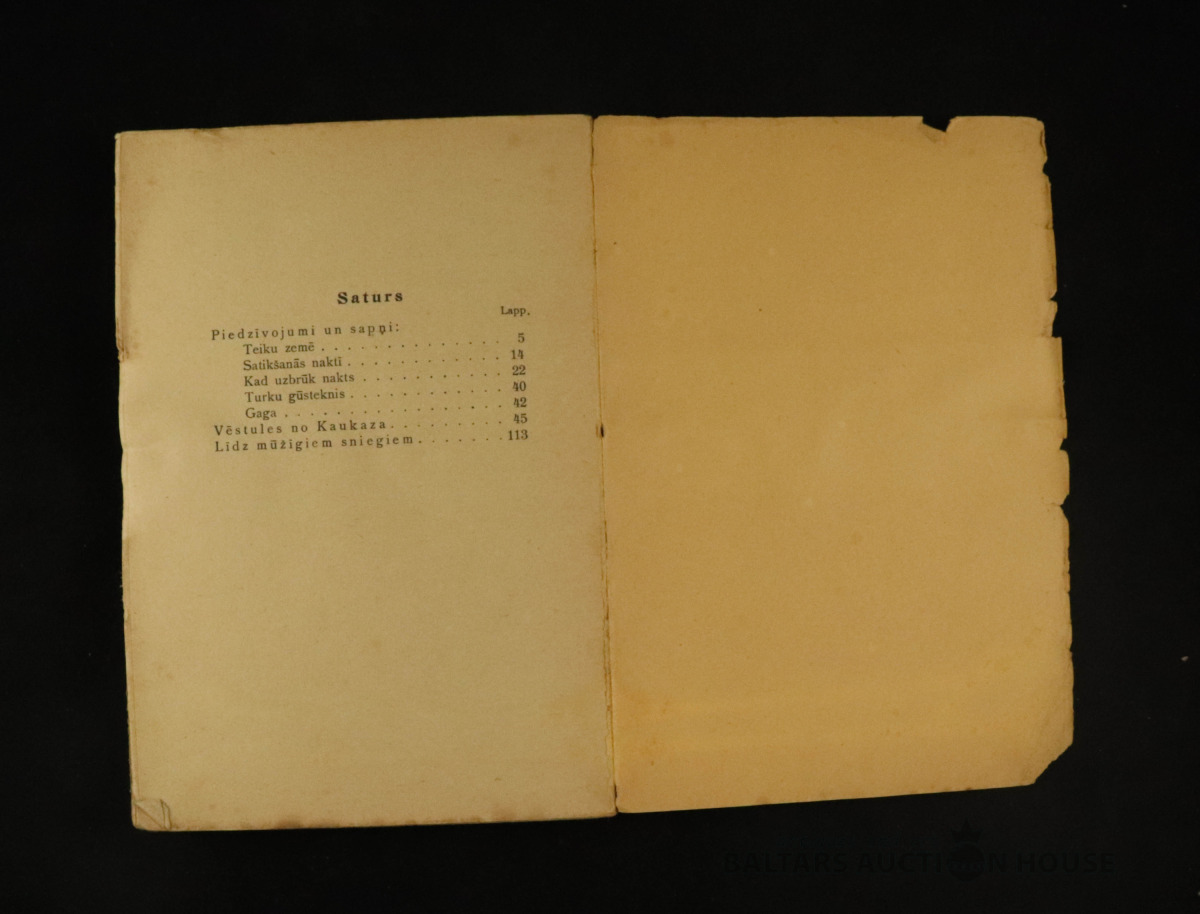 Saturs
Lapp.
Piedzīvojumi un sapņi:
Teiku zemē . . . . . . . . . . . . . . 5
Satikšanās naktī . . . . . . . . . . . . 14
Kad uzbrūk nakts . . . . . . . . . . . 22
Turku gūsteknis . . . . . . . . . . . . 40
Gaga . . . . . . . . . . . . . . . . . 42
Vēstules no Kaukaza . . . . . . . . . 45
Līdz mūžigiem sniegiem . . . . . . . 113
BALTARS AUCTION HOUSE